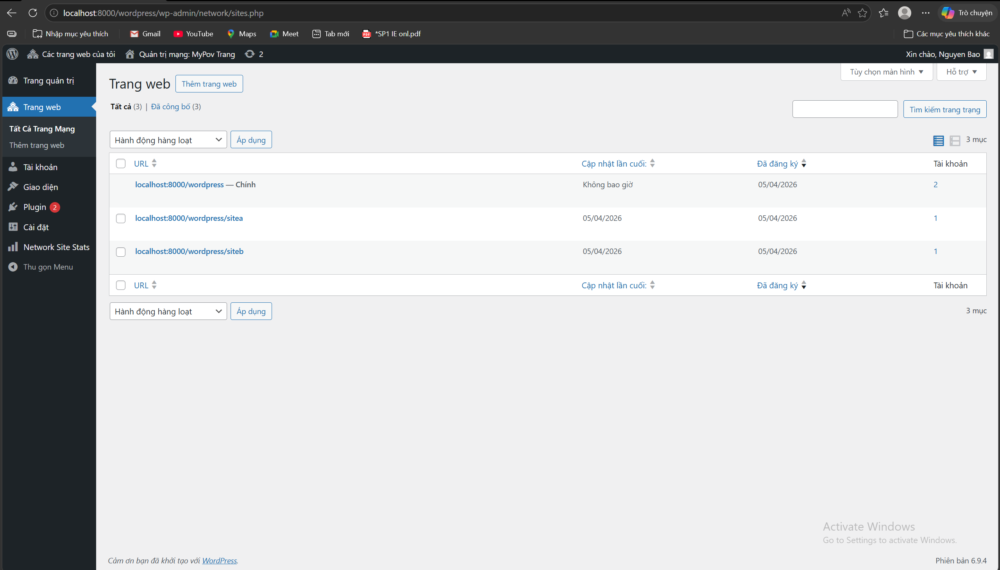 localhost:8000/wordpress/wp-admin/network/sites.php
Trò chuyện
Nhập mục yêu thích
Gmail
YouTube
Maps
Meet
Tab mới
*SP1 IE onl.pdf
Các mục yêu thích khác
Các trang web của tôi
Quản trị mạng: MyPov Trang
2
Xin chào, Nguyen Bao
Trang quản trị
Trang web
Tất Cả Trang Mạng
Thêm trang web
Tài khoản
Giao diện
Plugin 2
Cài đặt
Network Site Stats
Thu gọn Menu
Tùy chọn màn hình
Hỗ trợ
Trang web
Thêm trang web
Tất cả (3) | Đã công bố (3)
Tìm kiếm trang trạng
Hành động hàng loạt
Áp dụng
3 mục
URL Cập nhật lần cuối: Đã đăng ký Tài khoản
localhost:8000/wordpress — Chính Không bao giờ 05/04/2026 2
localhost:8000/wordpress/sitea 05/04/2026 05/04/2026 1
localhost:8000/wordpress/siteb 05/04/2026 05/04/2026 1
URL Cập nhật lần cuối: Đã đăng ký Tài khoản
Hành động hàng loạt
Áp dụng
3 mục
Activate Windows
Go to Settings to activate Windows.
Cảm ơn bạn đã khởi tạo với WordPress.
Phiên bản 6.9.4